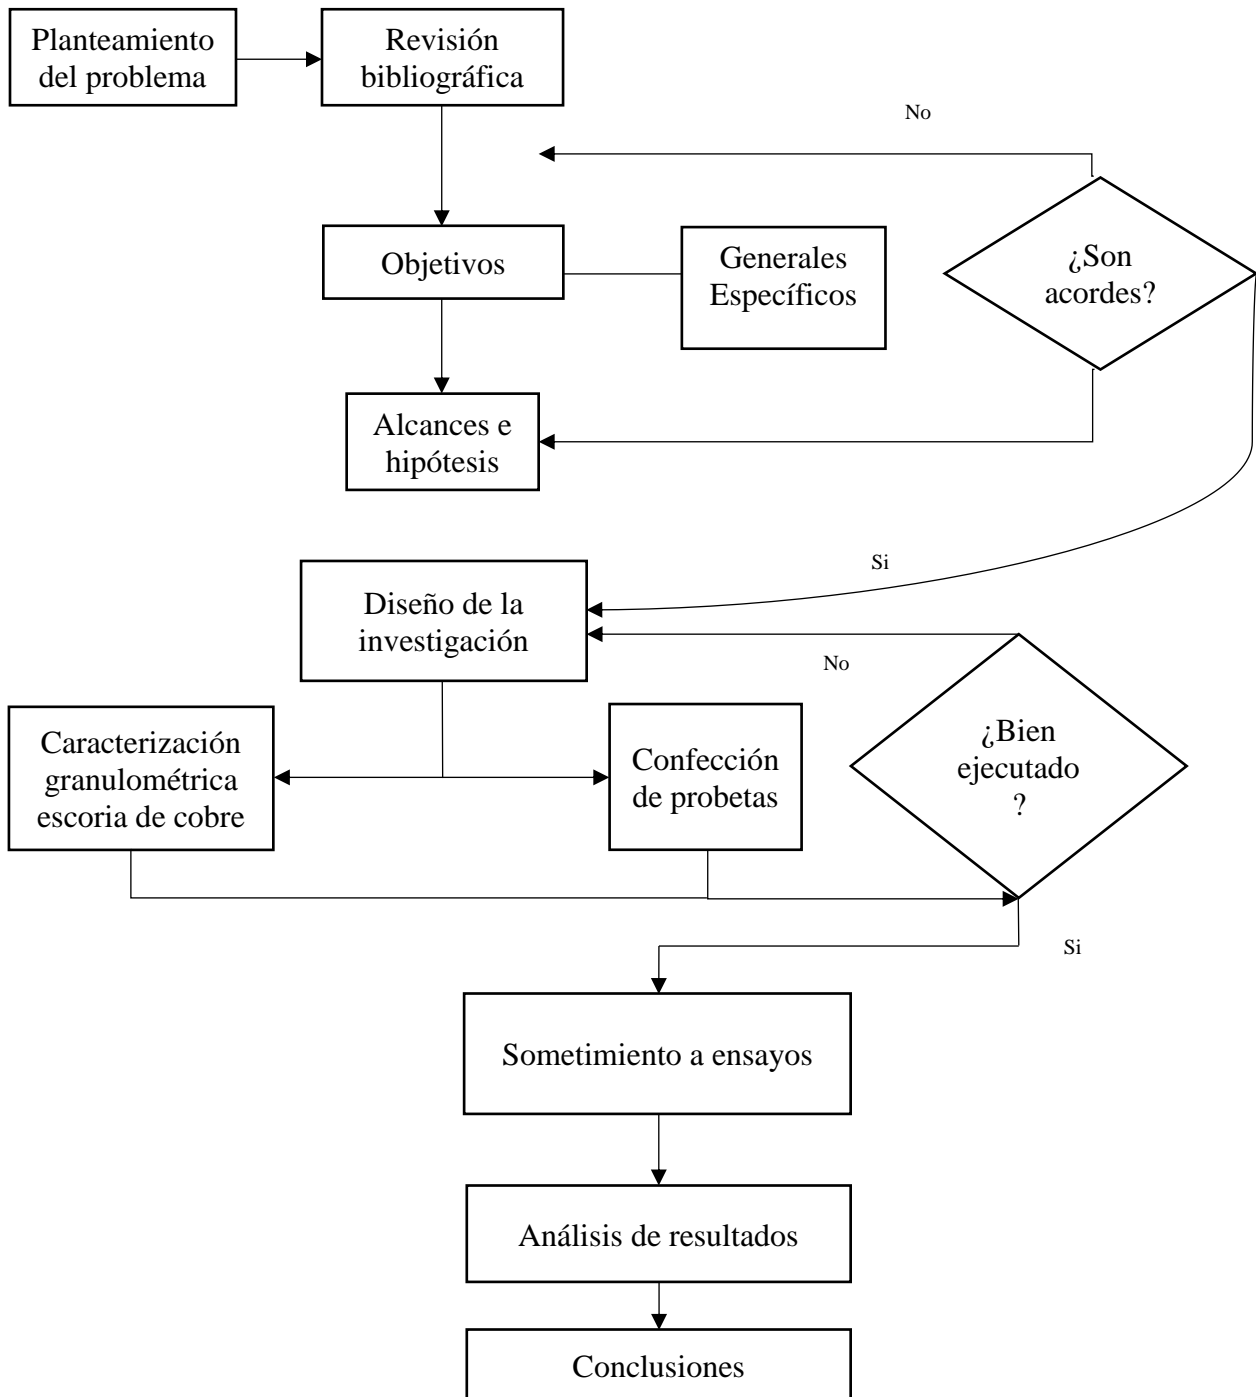 Planteamiento
del problema
Revisión
bibliográfica
No
Objetivos
Generales
Específicos
¿Son
acordes?
Alcances e
hipótesis
Si
Diseño de la
investigación
No
Caracterización
granulométrica
escoria de cobre
Confección
de probetas
¿Bien
ejecutado
?
Si
Sometimiento a ensayos
Análisis de resultados
Conclusiones